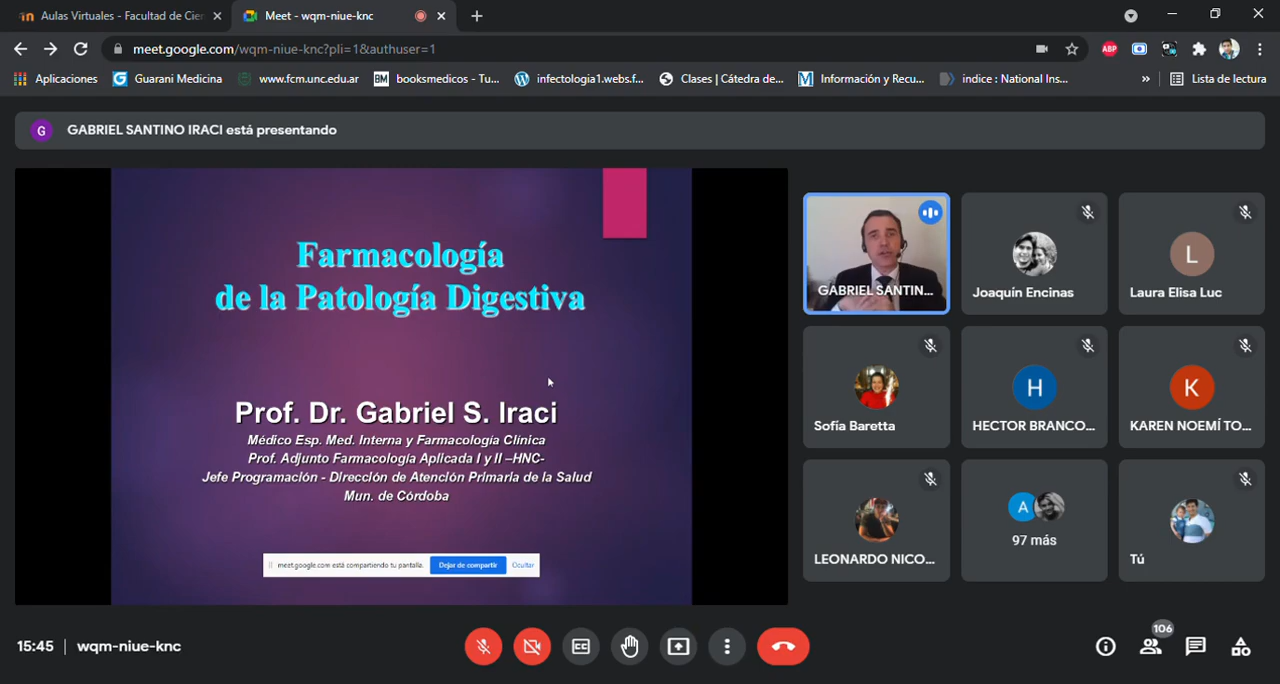 Aulas Virtuales - Facultad de Cier
Meet - wqm-niue-knc
meet.google.com/wqm-niue-knc?pli=1&authuser=1
ABP
Aplicaciones
Guarani Medicina
www.fcm.unc.edu.ar
BM booksmedicos - Tu...
infectologia1.webs.f...
Clases | Cátedra de...
M Información y Recu...
indice : National Ins...
»
Lista de lectura
G
GABRIEL SANTINO IRACI está presentando
Farmacología
de la Patología Digestiva
Prof. Dr. Gabriel S. Iraci
Médico Esp. Med. Interna y Farmacología Clínica
Prof. Adjunto Farmacología Aplicada I y II –HNC-
Jefe Programación - Dirección de Atención Primaria de la Salud
Mun. de Córdoba
meet.google.com está compartiendo tu pantalla.
Dejar de compartir
Ocultar
GABRIEL SANTIN...
Joaquín Encinas
L
Laura Elisa Luc
Sofía Baretta
H
HECTOR BRANCO...
K
KAREN NOEMÍ TO...
LEONARDO NICO...
A
97 más
Tú
15:45 | wqm-niue-knc
CC
106